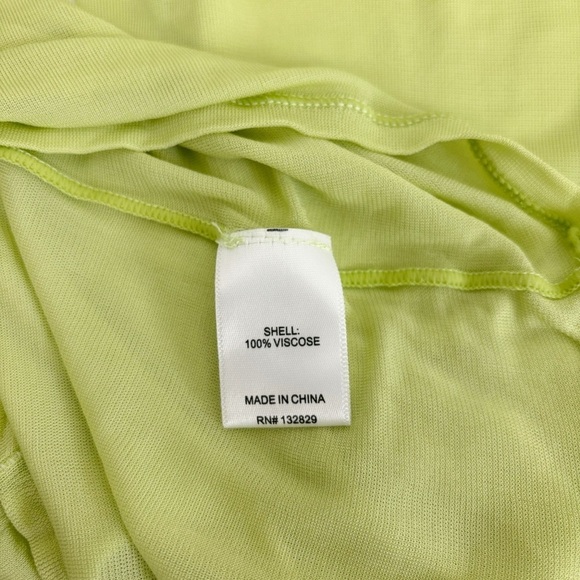 SHELL:
100% VISCOSE
MADE IN CHINA
RN# 132829